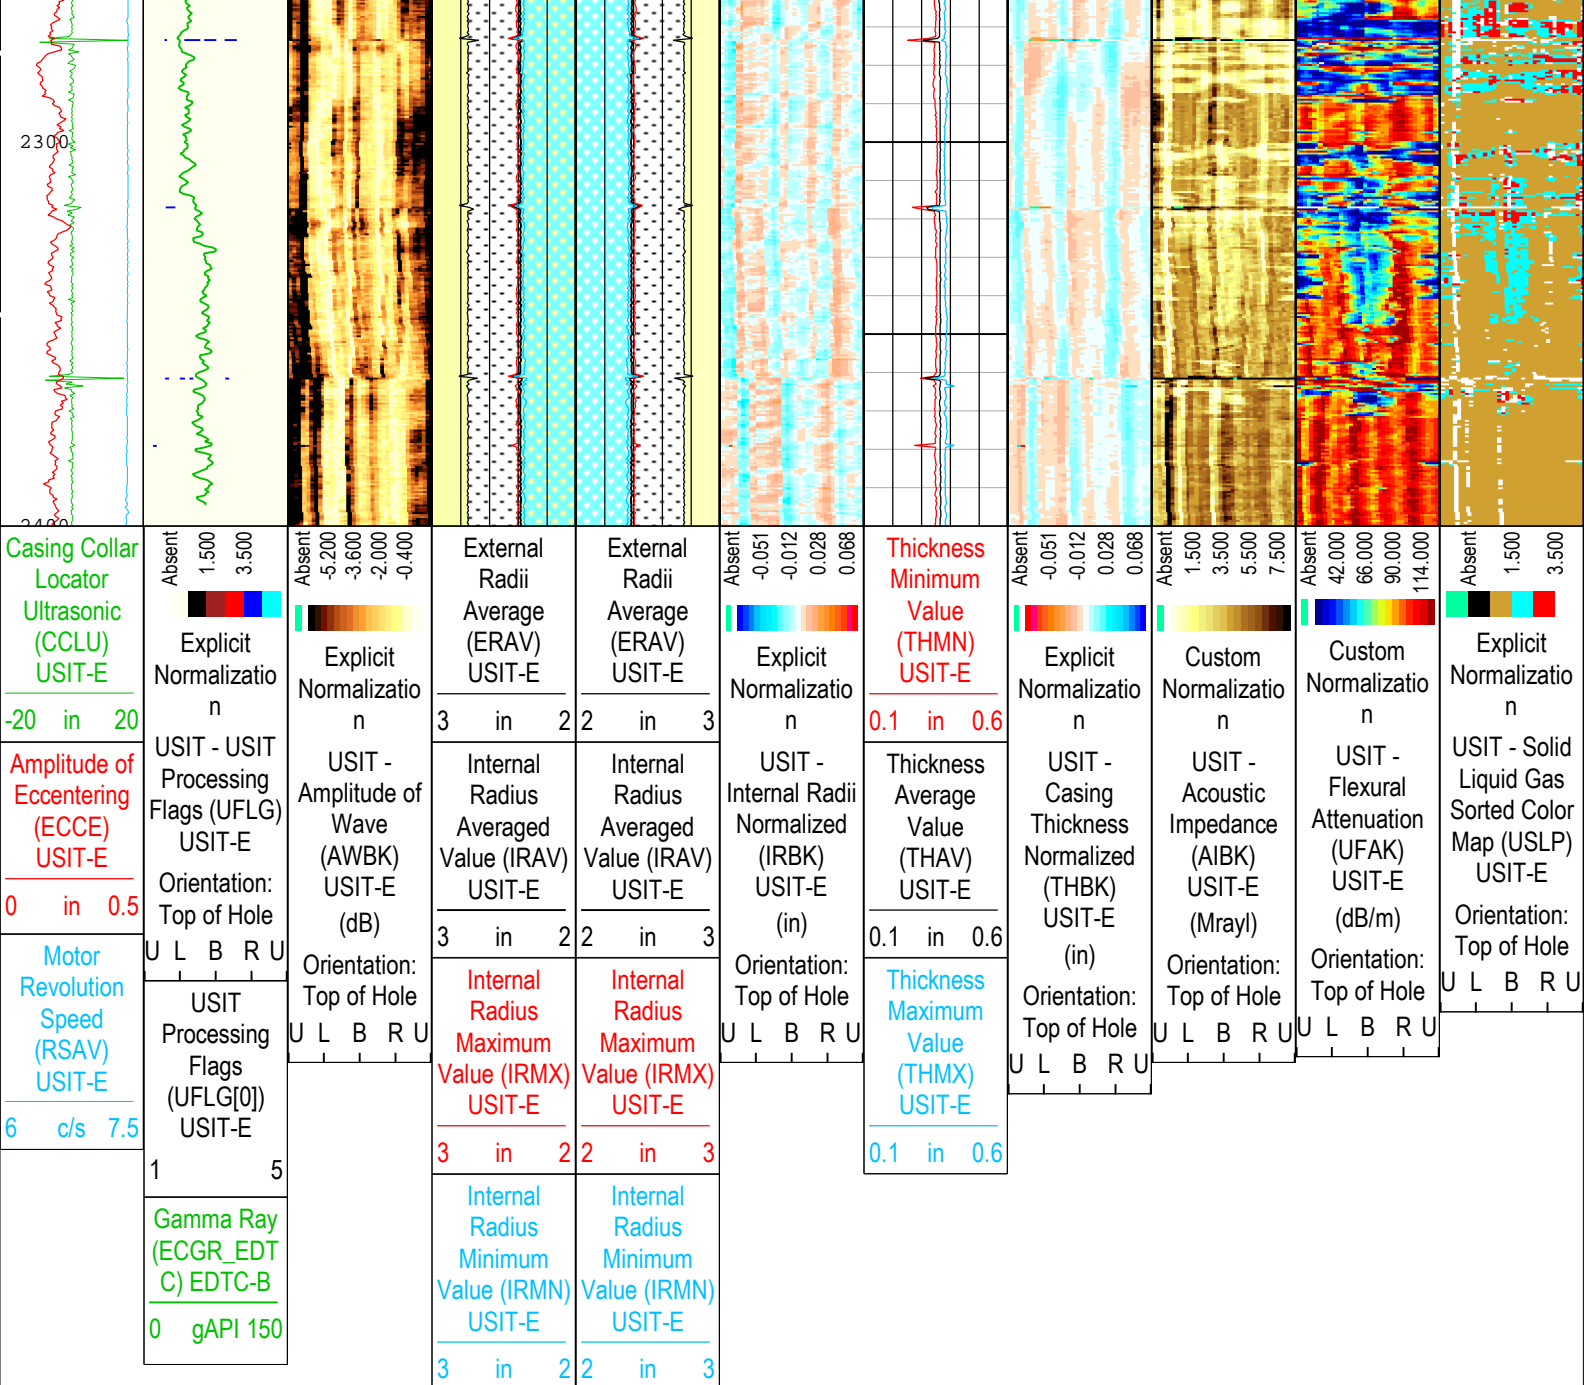 2300
2400
Casing Collar
Locator
Ultrasonic
(CCLU)
USIT-E
-20 in 20
Amplitude of
Eccentering
(ECCE)
USIT-E
0 in 0.5
Motor
Revolution
Speed
(RSAV)
USIT-E
6 c/s 7.5
Absent 1.500 3.500
Explicit
Normalizatio
n
USIT - USIT
Processing
Flags (UFLG)
USIT-E
Orientation:
Top of Hole
U L B R U
USIT
Processing
Flags
(UFLG[0])
USIT-E
1 5
Gamma Ray
(ECGR_EDT
C) EDTC-B
0 gAPI 150
Absent -5.200 -3.600 -2.000 -0.400
Explicit
Normalizatio
n
USIT -
Amplitude of
Wave
(AWBK)
USIT-E
(dB)
Orientation:
Top of Hole
U L B R U
External
Radii
Average
(ERAV)
USIT-E
3 in 2
Internal
Radius
Averaged
Value (IRAV)
USIT-E
3 in 2
Internal
Radius
Maximum
Value (IRMX)
USIT-E
3 in 2
Internal
Radius
Minimum
Value (IRMN)
USIT-E
3 in 2
External
Radii
Average
(ERAV)
USIT-E
2 in 3
Internal
Radius
Averaged
Value (IRAV)
USIT-E
2 in 3
Internal
Radius
Maximum
Value (IRMX)
USIT-E
2 in 3
Internal
Radius
Minimum
Value (IRMN)
USIT-E
2 in 3
Absent -0.051 -0.012 0.028 0.068
Explicit
Normalizatio
n
USIT -
Internal Radii
Normalized
(IRBK)
USIT-E
(in)
Orientation:
Top of Hole
U L B R U
Thickness
Minimum
Value
(THMN)
USIT-E
0.1 in 0.6
Thickness
Average
Value
(THAV)
USIT-E
0.1 in 0.6
Thickness
Maximum
Value
(THMX)
USIT-E
0.1 in 0.6
Absent -0.051 -0.012 0.028 0.068
Explicit
Normalizatio
n
USIT -
Casing
Thickness
Normalized
(THBK)
USIT-E
(in)
Orientation:
Top of Hole
U L B R U
Absent 1.500 3.500 5.500 7.500
Custom
Normalizatio
n
USIT -
Acoustic
Impedance
(AIBK)
USIT-E
(Mrayl)
Orientation:
Top of Hole
U L B R U
Absent 42.000 66.000 90.000 114.000
Custom
Normalizatio
n
USIT -
Flexural
Attenuation
(UFAK)
USIT-E
(dB/m)
Orientation:
Top of Hole
U L B R U
Absent 1.500 3.500
Explicit
Normalizatio
n
USIT - Solid
Liquid Gas
Sorted Color
Map (USLP)
USIT-E
Orientation:
Top of Hole
U L B R U